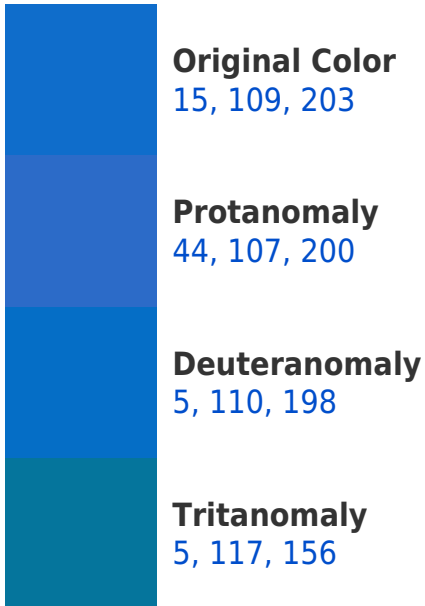 Original Color
15, 109, 203
Protanomaly
44, 107, 200
Deuteranomaly
5, 110, 198
Tritanomaly
5, 117, 156